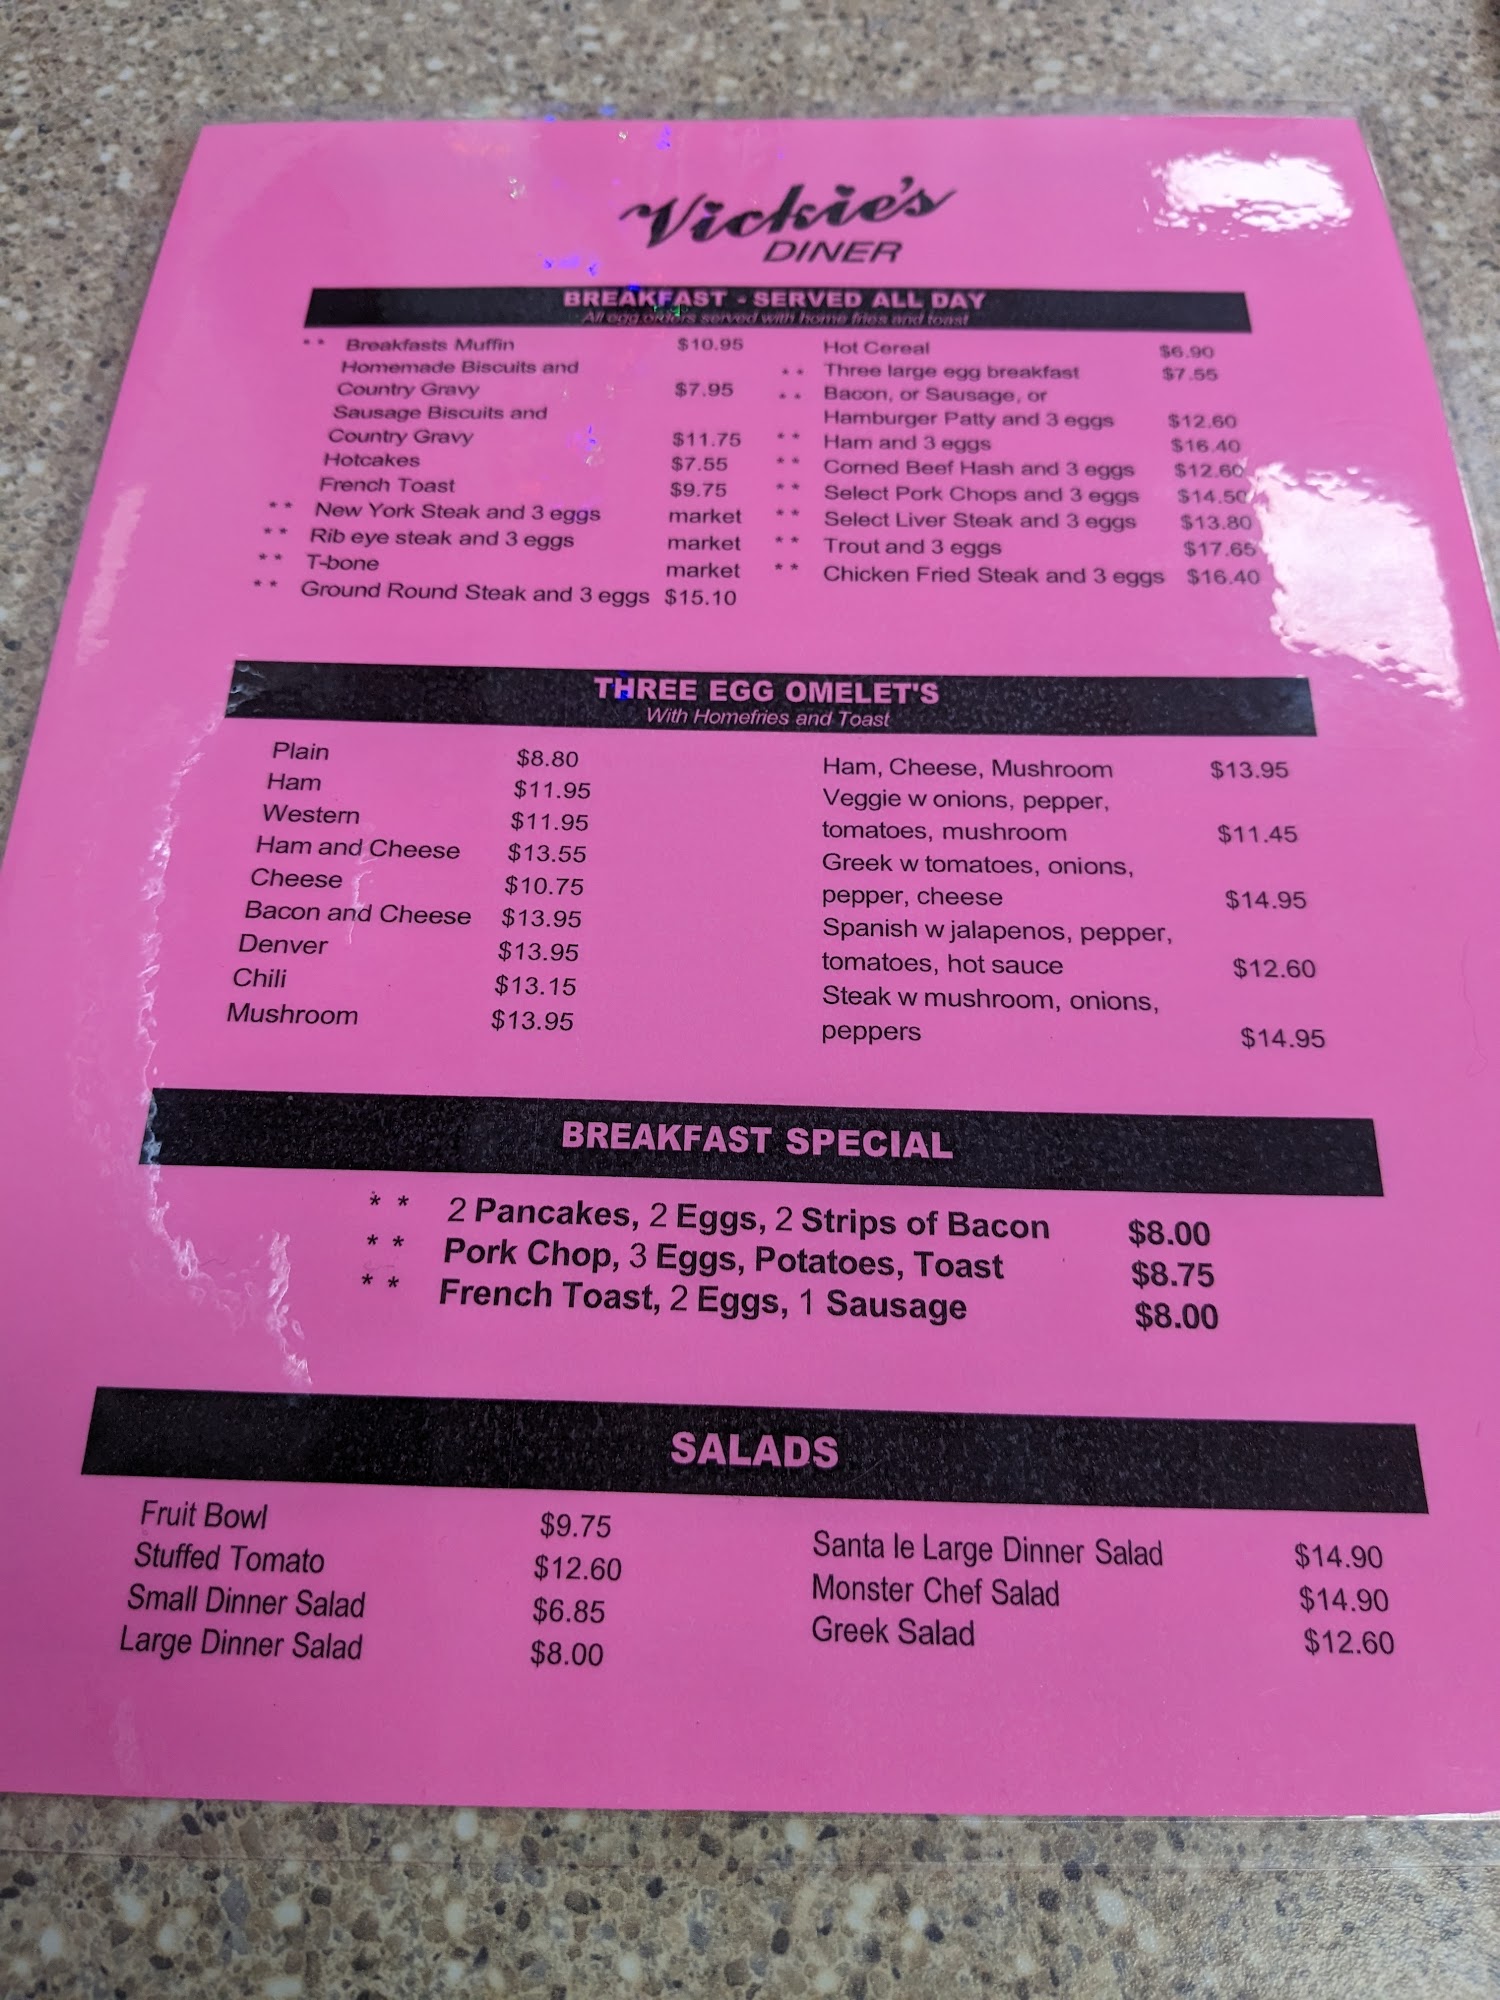 Vickie's
DINER
BREAKFAST - SERVED ALL DAY
All egg orders served with home fries and toast
** Breakfasts Muffin $10.95
Homemade Biscuits and
Country Gravy $7.95
Sausage Biscuits and
Country Gravy $11.75
Hotcakes $7.55
French Toast $9.75
** New York Steak and 3 eggs market
** Rib eye steak and 3 eggs market
** T-bone market
** Ground Round Steak and 3 eggs $15.10
Hot Cereal $6.90
** Three large egg breakfast $7.55
** Bacon, or Sausage, or
Hamburger Patty and 3 eggs $12.60
** Ham and 3 eggs $16.40
** Corned Beef Hash and 3 eggs $12.60
** Select Pork Chops and 3 eggs $14.50
** Select Liver Steak and 3 eggs $13.80
** Trout and 3 eggs $17.65
** Chicken Fried Steak and 3 eggs $16.40
THREE EGG OMELET'S
With Homefries and Toast
Plain $8.80
Ham $11.95
Western $11.95
Ham and Cheese $13.55
Cheese $10.75
Bacon and Cheese $13.95
Denver $13.95
Chili $13.15
Mushroom $13.95
Ham, Cheese, Mushroom $13.95
Veggie w onions, pepper,
tomatoes, mushroom $11.45
Greek w tomatoes, onions,
pepper, cheese $14.95
Spanish w jalapenos, pepper,
tomatoes, hot sauce $12.60
Steak w mushroom, onions,
peppers $14.95
BREAKFAST SPECIAL
** 2 Pancakes, 2 Eggs, 2 Strips of Bacon $8.00
** Pork Chop, 3 Eggs, Potatoes, Toast $8.75
** French Toast, 2 Eggs, 1 Sausage $8.00
SALADS
Fruit Bowl $9.75
Stuffed Tomato $12.60
Small Dinner Salad $6.85
Large Dinner Salad $8.00
Santa le Large Dinner Salad $14.90
Monster Chef Salad $14.90
Greek Salad $12.60